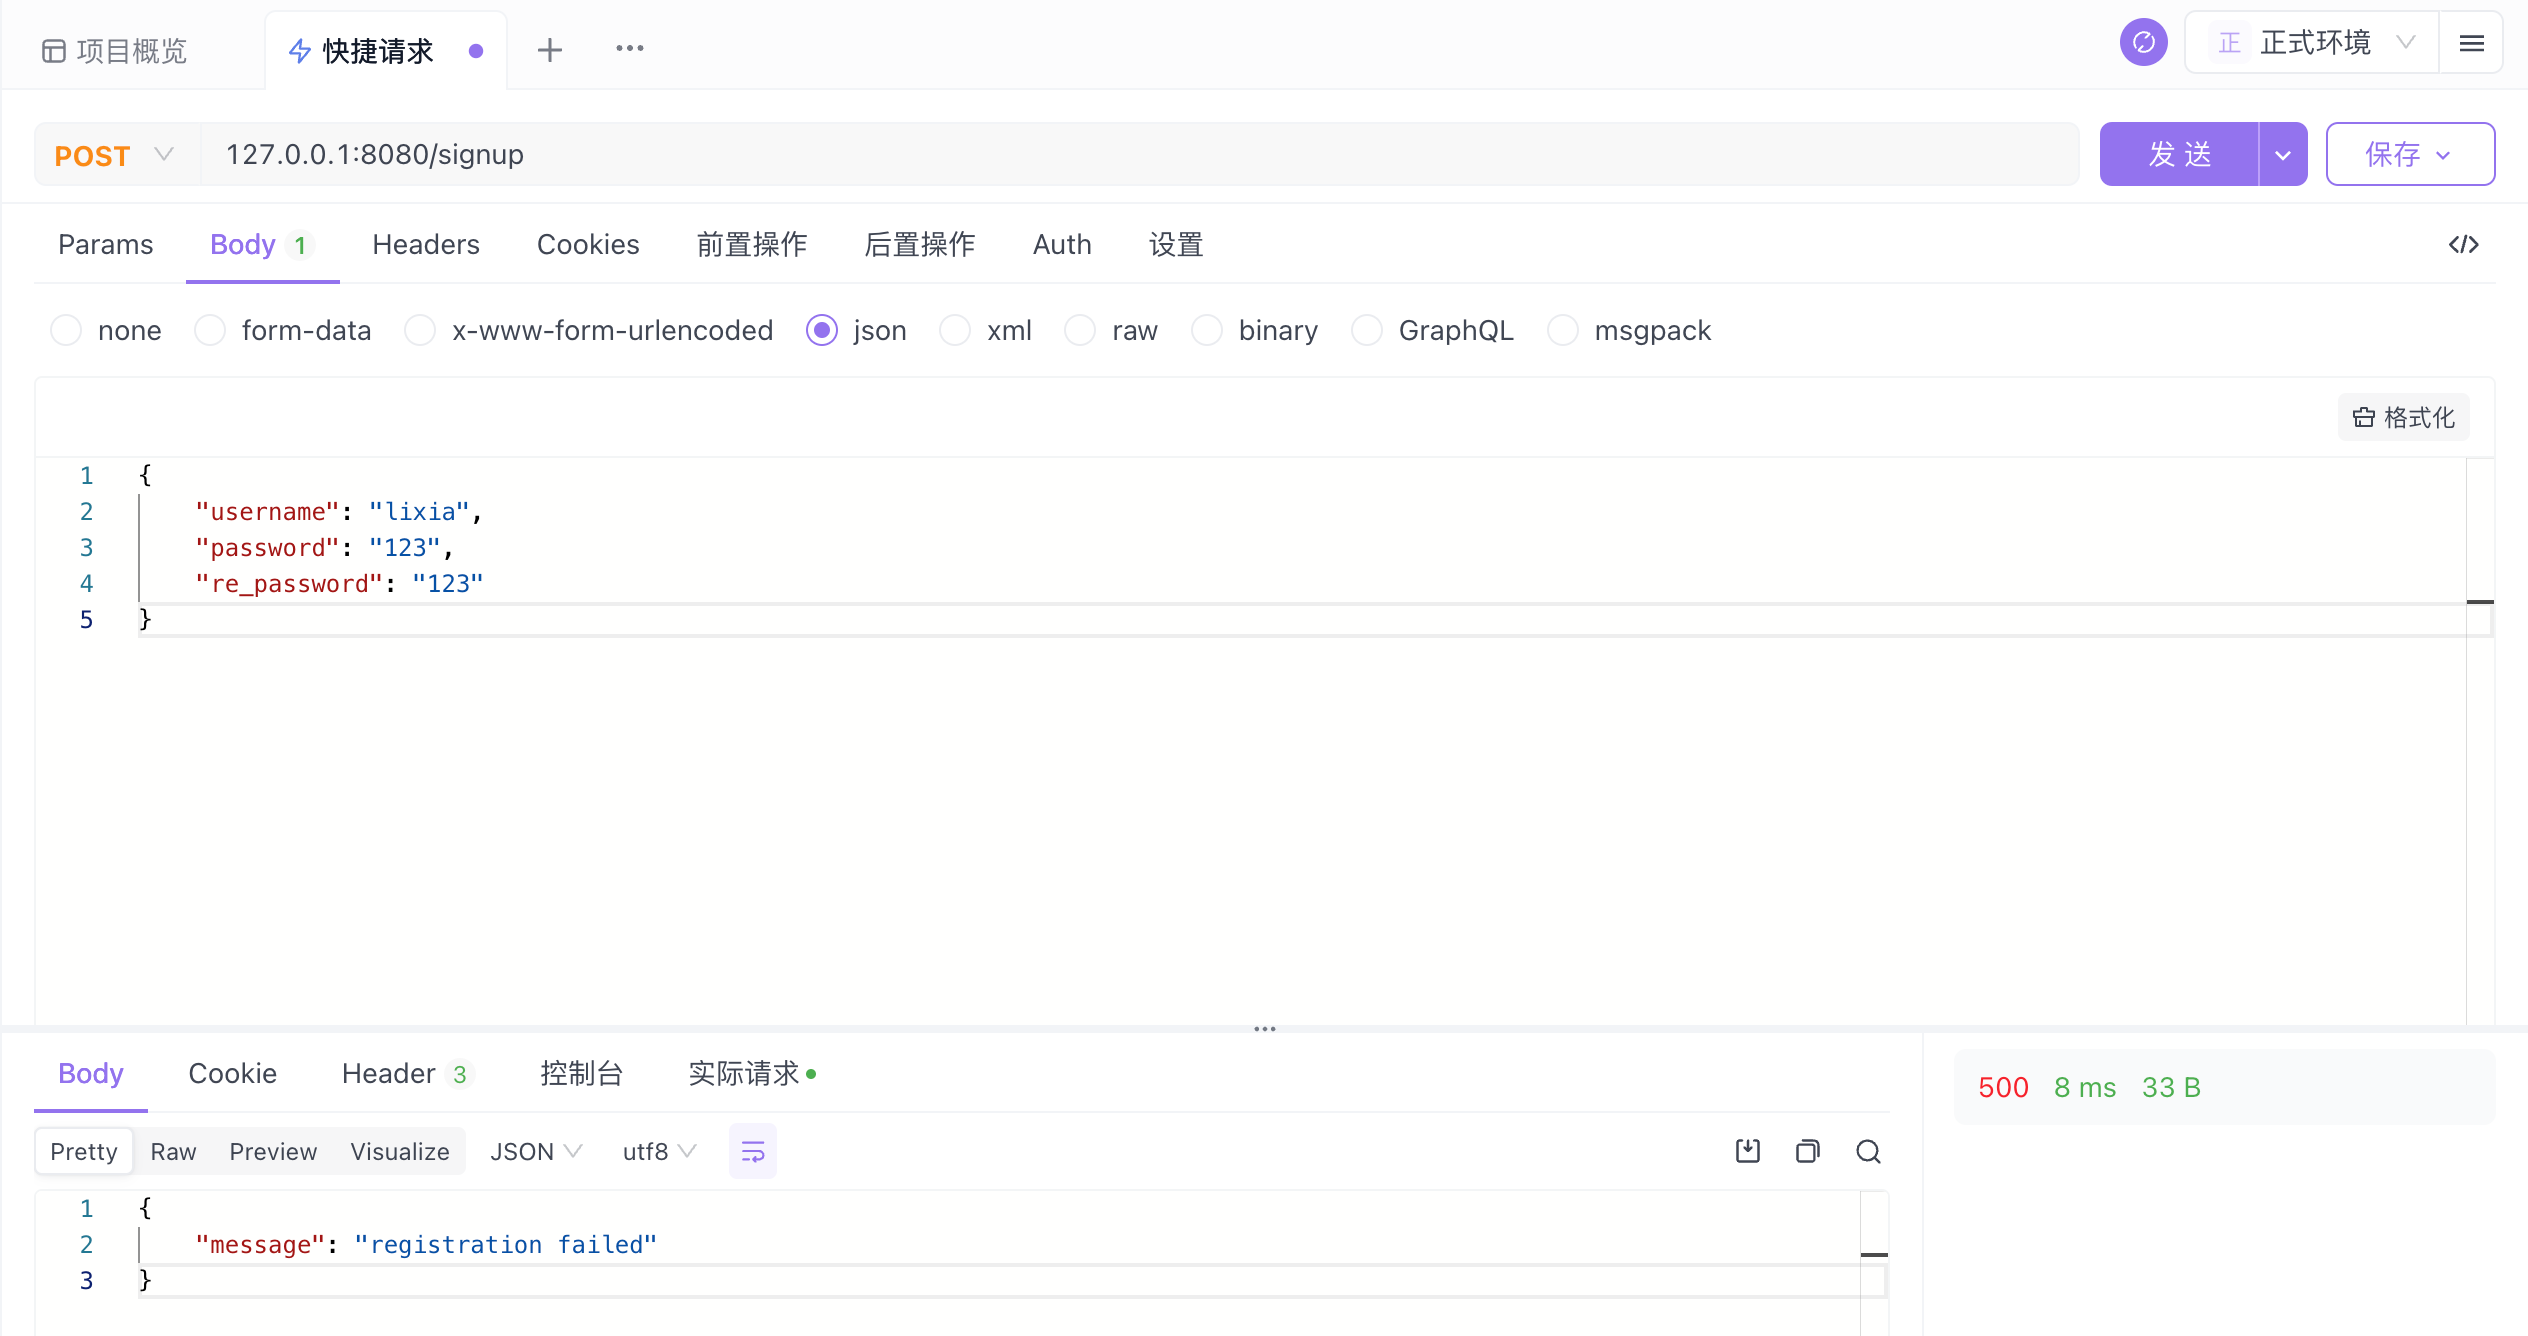 项目概览 快捷请求 正 正式环境
POST 127.0.0.1:8080/signup 发 送 保存
Params Body 1 Headers Cookies 前置操作 后置操作 Auth 设置 </>
none form-data x-www-form-urlencoded json xml raw binary GraphQL msgpack
格式化
1 {
2 "username": "lixia",
3 "password": "123",
4 "re_password": "123"
5 }
Body Cookie Header 3 控制台 实际请求
500 8 ms 33 B
Pretty Raw Preview Visualize JSON utf8
1 {
2 "message": "registration failed"
3 }